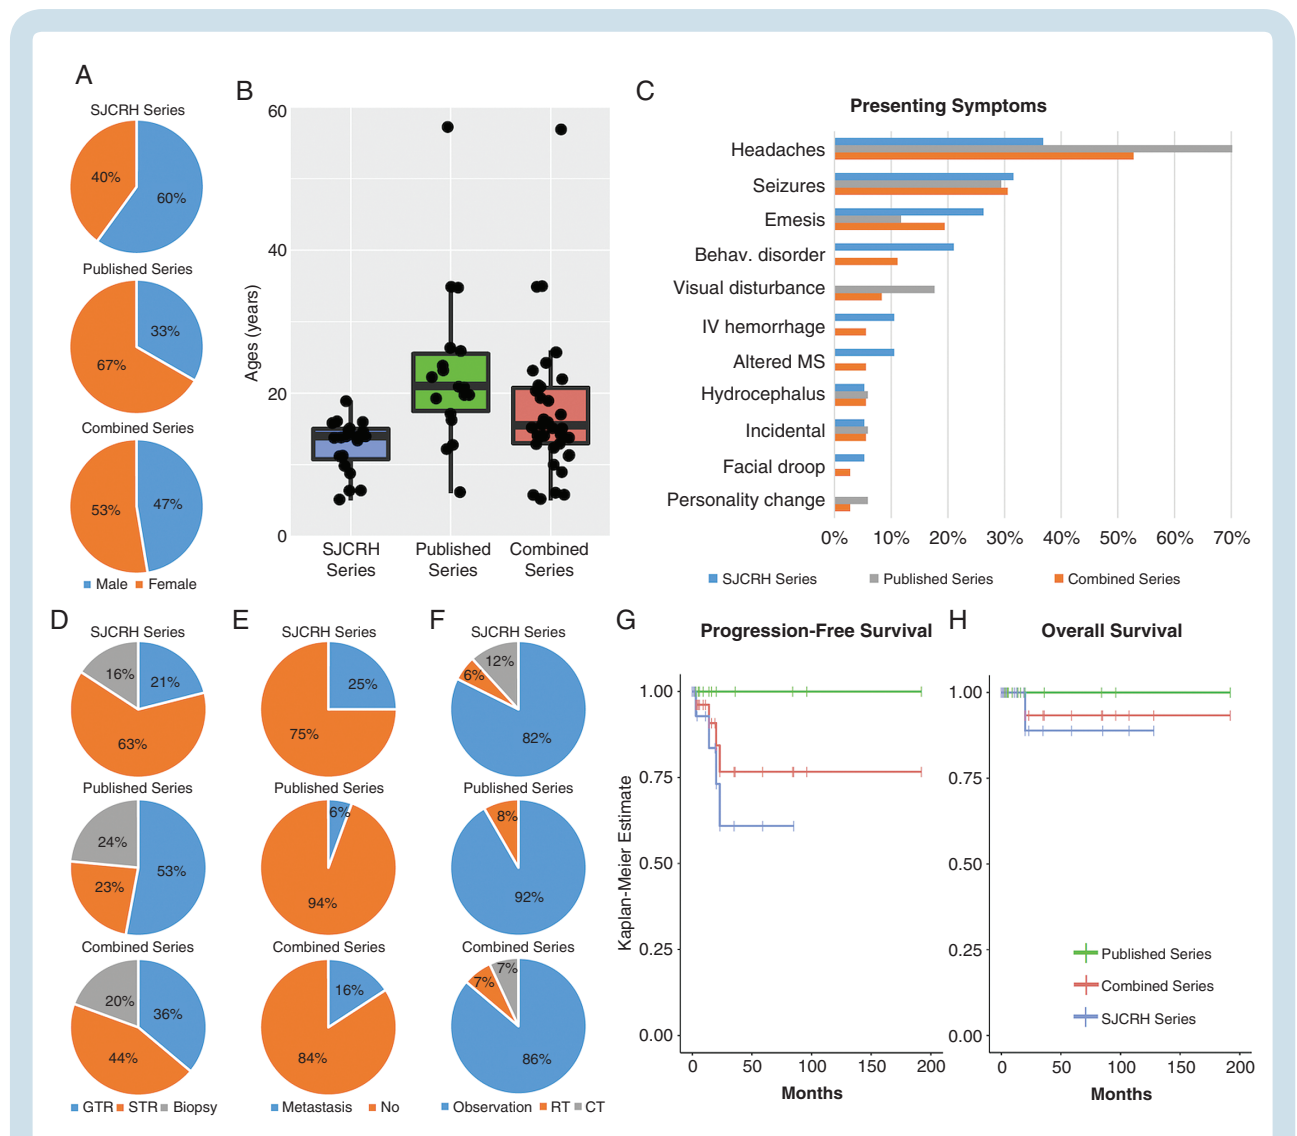 A
SJCRH Series
40%
60%
Published Series
33%
67%
Combined Series
53%
47%
Male Female
B
60
40
20
0
Ages (years)
SJCRH Series
Published Series
Combined Series
C
Presenting Symptoms
Headaches
Seizures
Emesis
Behav. disorder
Visual disturbance
IV hemorrhage
Altered MS
Hydrocephalus
Incidental
Facial droop
Personality change
0% 10% 20% 30% 40% 50% 60% 70%
SJCRH Series Published Series Combined Series
D
SJCRH Series
16%
21%
63%
Published Series
24%
53%
23%
Combined Series
20%
36%
44%
GTR STR Biopsy
E
SJCRH Series
25%
75%
Published Series
6%
94%
Combined Series
16%
84%
Metastasis No
F
SJCRH Series
12%
6%
82%
Published Series
8%
92%
Combined Series
7%
7%
86%
Observation RT CT
G
Progression-Free Survival
Kaplan-Meier Estimate
1.00
0.75
0.50
0.25
0.00
0 50 100 150 200
Months
H
Overall Survival
1.00
0.75
0.50
0.25
0.00
Published Series
Combined Series
SJCRH Series
0 50 100 150 200
Months